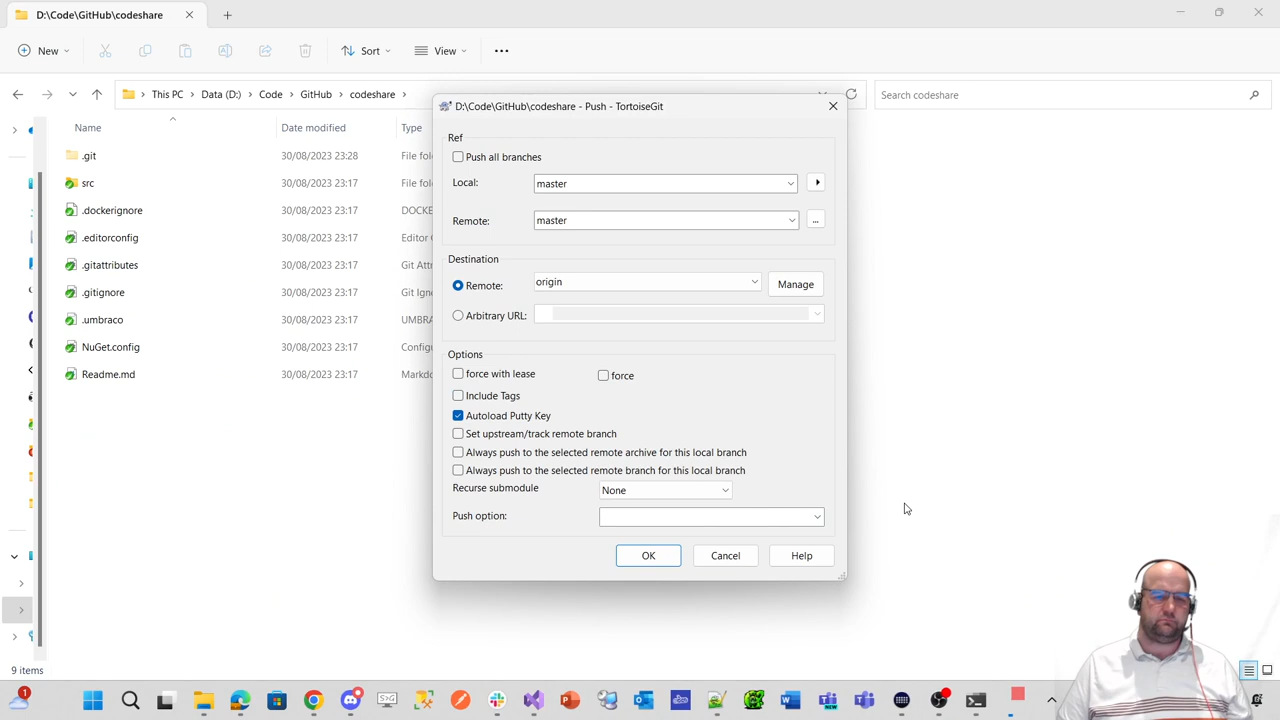 D:\Code\GitHub\codeshare
New
Sort
View
This PC
Data (D:)
Code
GitHub
codeshare
Search codeshare
Name
Date modified
Type
.git
30/08/2023 23:28
File fol
src
30/08/2023 23:17
File fol
.dockerignore
30/08/2023 23:17
DOCKE
.editorconfig
30/08/2023 23:17
Editor
.gitattributes
30/08/2023 23:17
Git Att
.gitignore
30/08/2023 23:17
Git Ign
.umbraco
30/08/2023 23:17
UMBRA
NuGet.config
30/08/2023 23:17
Configu
Readme.md
30/08/2023 23:17
Markdo
D:\Code\GitHub\codeshare - Push - TortoiseGit
Ref
Push all branches
Local:
master
Remote:
master
...
Destination
Remote:
origin
Manage
Arbitrary URL:
Options
force with lease
force
Include Tags
Autoload Putty Key
Set upstream/track remote branch
Always push to the selected remote archive for this local branch
Always push to the selected remote branch for this local branch
Recurse submodule
None
Push option:
OK
Cancel
Help
9 items
1